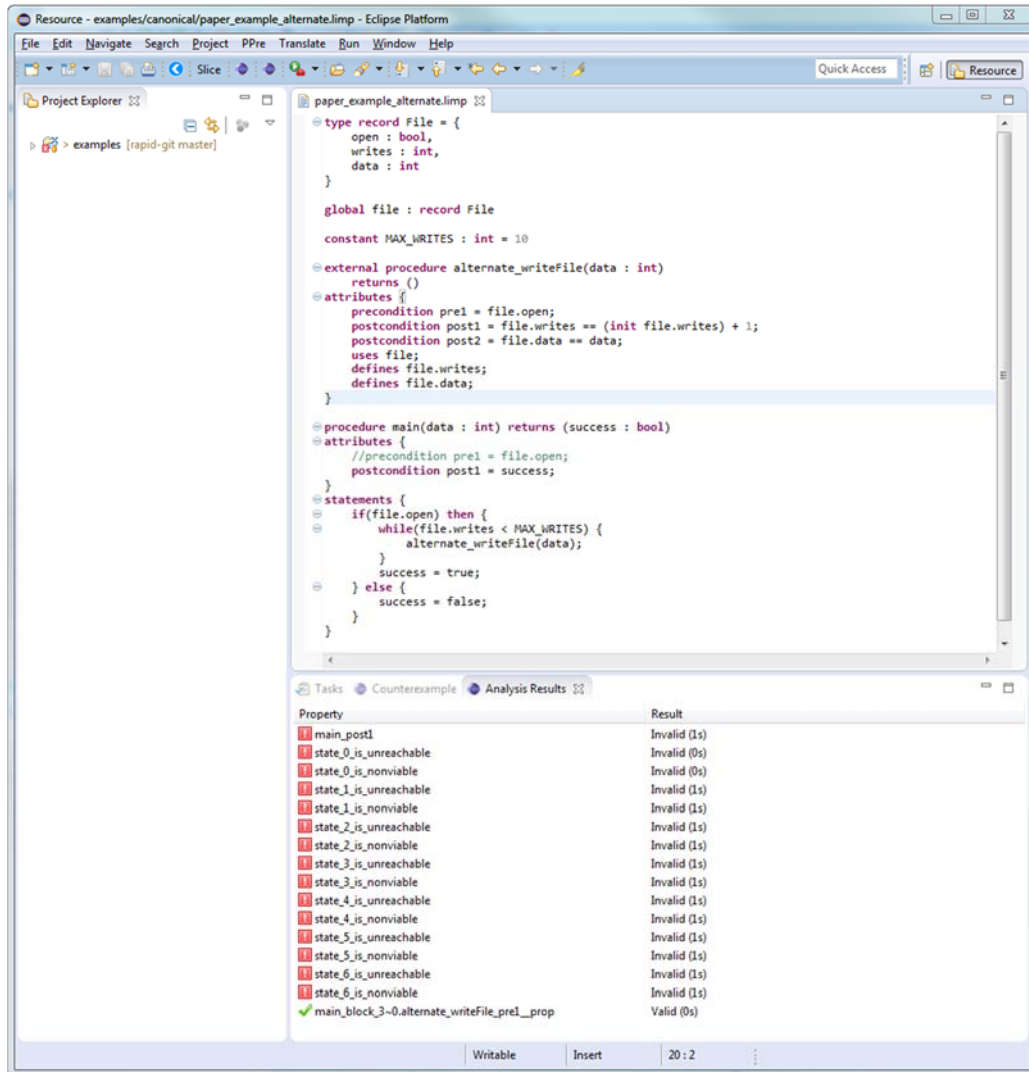 Resource - examples/canonical/paper_example_alternate.limp - Eclipse Platform
File Edit Navigate Search Project PPre Translate Run Window Help
Slice
Quick Access
Resource
Project Explorer
> examples [rapid-git master]
paper_example_alternate.limp
type record File = {
open : bool,
writes : int,
data : int
}
global file : record File
constant MAX_WRITES : int = 10
external procedure alternate_writeFile(data : int)
returns ()
attributes {
precondition pre1 = file.open;
postcondition post1 = file.writes == (init file.writes) + 1;
postcondition post2 = file.data == data;
uses file;
defines file.writes;
defines file.data;
}
procedure main(data : int) returns (success : bool)
attributes {
//precondition pre1 = file.open;
postcondition post1 = success;
}
statements {
if(file.open) then {
while(file.writes < MAX_WRITES) {
alternate_writeFile(data);
}
success = true;
} else {
success = false;
}
}
Tasks Counterexample Analysis Results
Property Result
main_post1 Invalid (1s)
state_0_is_unreachable Invalid (0s)
state_0_is_nonviable Invalid (0s)
state_1_is_unreachable Invalid (1s)
state_1_is_nonviable Invalid (1s)
state_2_is_unreachable Invalid (1s)
state_2_is_nonviable Invalid (1s)
state_3_is_unreachable Invalid (1s)
state_3_is_nonviable Invalid (1s)
state_4_is_unreachable Invalid (1s)
state_4_is_nonviable Invalid (1s)
state_5_is_unreachable Invalid (1s)
state_5_is_nonviable Invalid (1s)
state_6_is_unreachable Invalid (1s)
state_6_is_nonviable Invalid (1s)
main_block_3~0.alternate_writeFile_pre1__prop Valid (0s)
Writable Insert 20 : 2